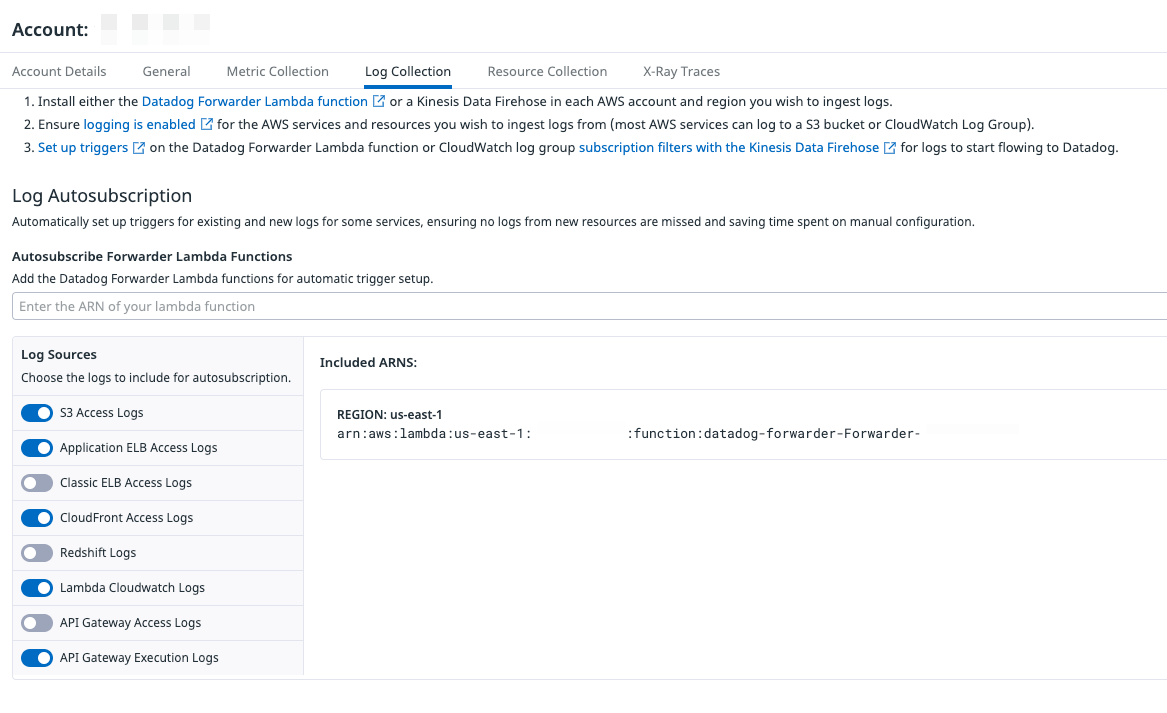 Account:
Account Details General Metric Collection Log Collection Resource Collection X-Ray Traces
1. Install either the Datadog Forwarder Lambda function or a Kinesis Data Firehose in each AWS account and region you wish to ingest logs.
2. Ensure logging is enabled for the AWS services and resources you wish to ingest logs from (most AWS services can log to a S3 bucket or CloudWatch Log Group).
3. Set up triggers on the Datadog Forwarder Lambda function or CloudWatch log group subscription filters with the Kinesis Data Firehose for logs to start flowing to Datadog.
Log Autosubscription
Automatically set up triggers for existing and new logs for some services, ensuring no logs from new resources are missed and saving time spent on manual configuration.
Autosubscribe Forwarder Lambda Functions
Add the Datadog Forwarder Lambda functions for automatic trigger setup.
Enter the ARN of your lambda function
Log Sources
Choose the logs to include for autosubscription.
S3 Access Logs
Application ELB Access Logs
Classic ELB Access Logs
CloudFront Access Logs
Redshift Logs
Lambda Cloudwatch Logs
API Gateway Access Logs
API Gateway Execution Logs
Included ARNS:
REGION: us-east-1
arn:aws:lambda:us-east-1: :function:datadog-forwarder-Forwarder-